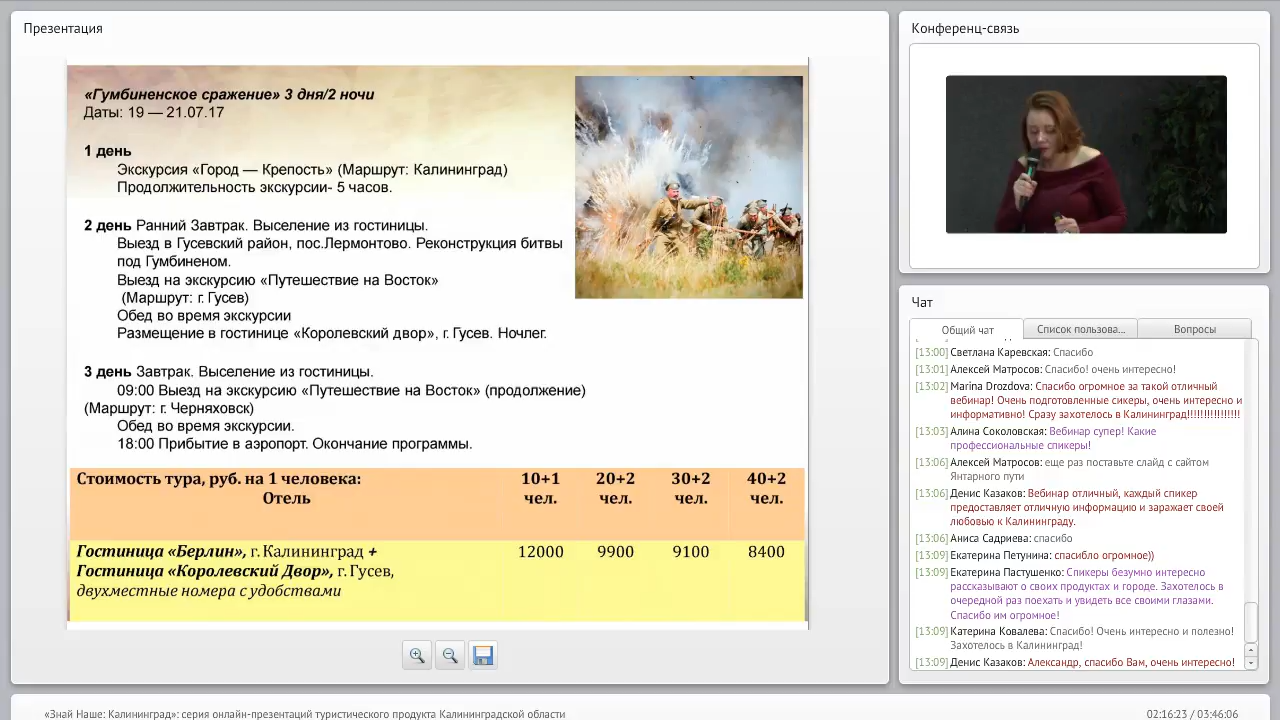 Презентация
«Гумбиненское сражение» 3 дня/2 ночи
Даты: 19 — 21.07.17
1 день
Экскурсия «Город — Крепость» (Маршрут: Калининград)
Продолжительность экскурсии- 5 часов.
2 день Ранний Завтрак. Выселение из гостиницы.
Выезд в Гусевский район, пос.Лермонтово. Реконструкция битвы
под Гумбиненом.
Выезд на экскурсию «Путешествие на Восток»
(Маршрут: г. Гусев)
Обед во время экскурсии
Размещение в гостинице «Королевский двор», г. Гусев. Ночлег.
3 день Завтрак. Выселение из гостиницы.
09:00 Выезд на экскурсию «Путешествие на Восток» (продолжение)
(Маршрут: г. Черняховск)
Обед во время экскурсии.
18:00 Прибытие в аэропорт. Окончание программы.
Стоимость тура, руб. на 1 человека: 10+1 20+2 30+2 40+2
Отель чел. чел. чел. чел.
Гостиница «Берлин», г. Калининград + 12000 9900 9100 8400
Гостиница «Королевский Двор», г. Гусев,
двухместные номера с удобствами
Конференц-связь
Чат
Общий чат Список пользова... Вопросы
[13:00] Светлана Каревская: Спасибо
[13:01] Алексей Матросов: Спасибо! очень интересно!
[13:02] Marina Drozdova: Спасибо огромное за такой отличный
вебинар! Очень подготовленные сикеры, очень интересно и
информативно! Сразу захотелось в Калининград!!!!!!!!!!!!!!!!
[13:03] Алина Соколовская: Вебинар супер! Какие
профессиональные спикеры!
[13:06] Алексей Матросов: еще раз поставьте слайд с сайтом
Янтарного пути
[13:06] Денис Казаков: Вебинар отличный, каждый спикер
предоставляет отличную информацию и заражает своей
любовью к Калининграду.
[13:06] Аниса Садриева: спасибо
[13:09] Екатерина Петунина: спасибло огромное))
[13:09] Екатерина Пастушенко: Спикеры безумно интересно
рассказывают о своих продуктах и городе. Захотелось в
очередной раз поехать и увидеть все своими глазами.
Спасибо им огромное!
[13:09] Катерина Ковалева: Спасибо! Очень интересно и полезно!
Захотелось в Калининград!
[13:09] Денис Казаков: Александр, спасибо Вам, очень интересно!
«Знай Наше: Калининград»: серия онлайн-презентаций туристического продукта Калининградской области
02:16:23 / 03:46:06